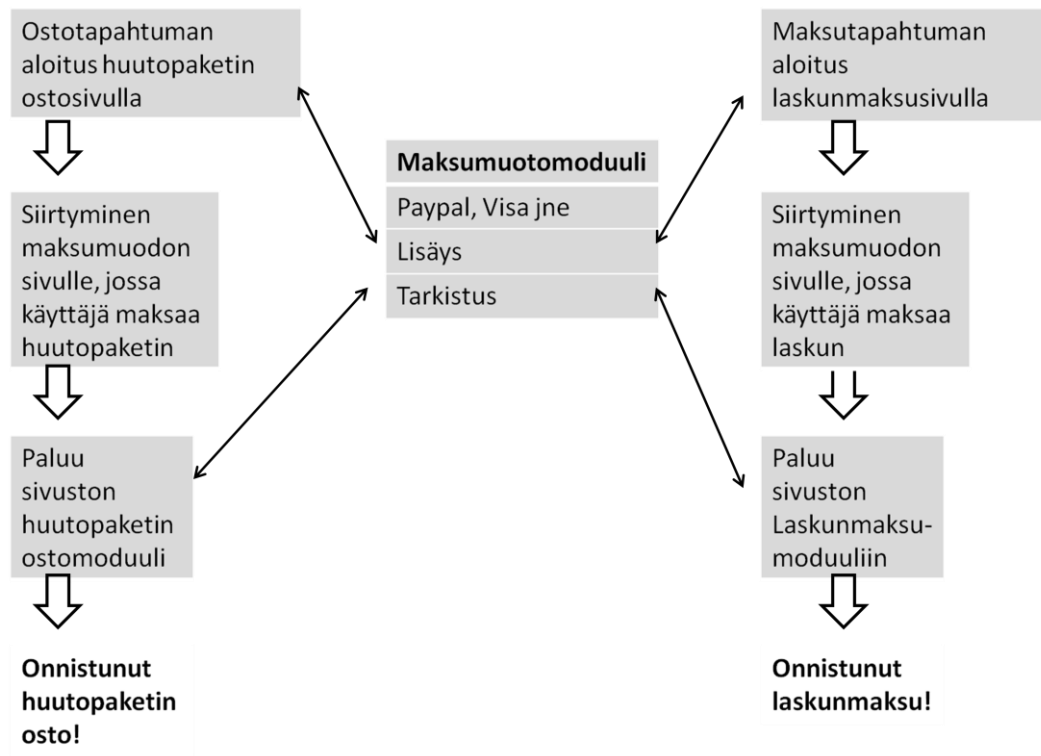 Ostotapahtuman
aloitus huutopaketin
ostosivulla
Siirtyminen
maksumuodon
sivulle, jossa
käyttäjä maksaa
huutopaketin
Paluu
sivuston
huutopaketin
ostomoduuli
Onnistunut
huutopaketin
osto!
Maksumuotomoduuli
Paypal, Visa jne
Lisäys
Tarkistus
Maksutapahtuman
aloitus
laskunmaksusivulla
Siirtyminen
maksumuodon
sivulle, jossa
käyttäjä maksaa
laskun
Paluu
sivuston
Laskunmaksu-
moduuliin
Onnistunut
laskunmaksu!